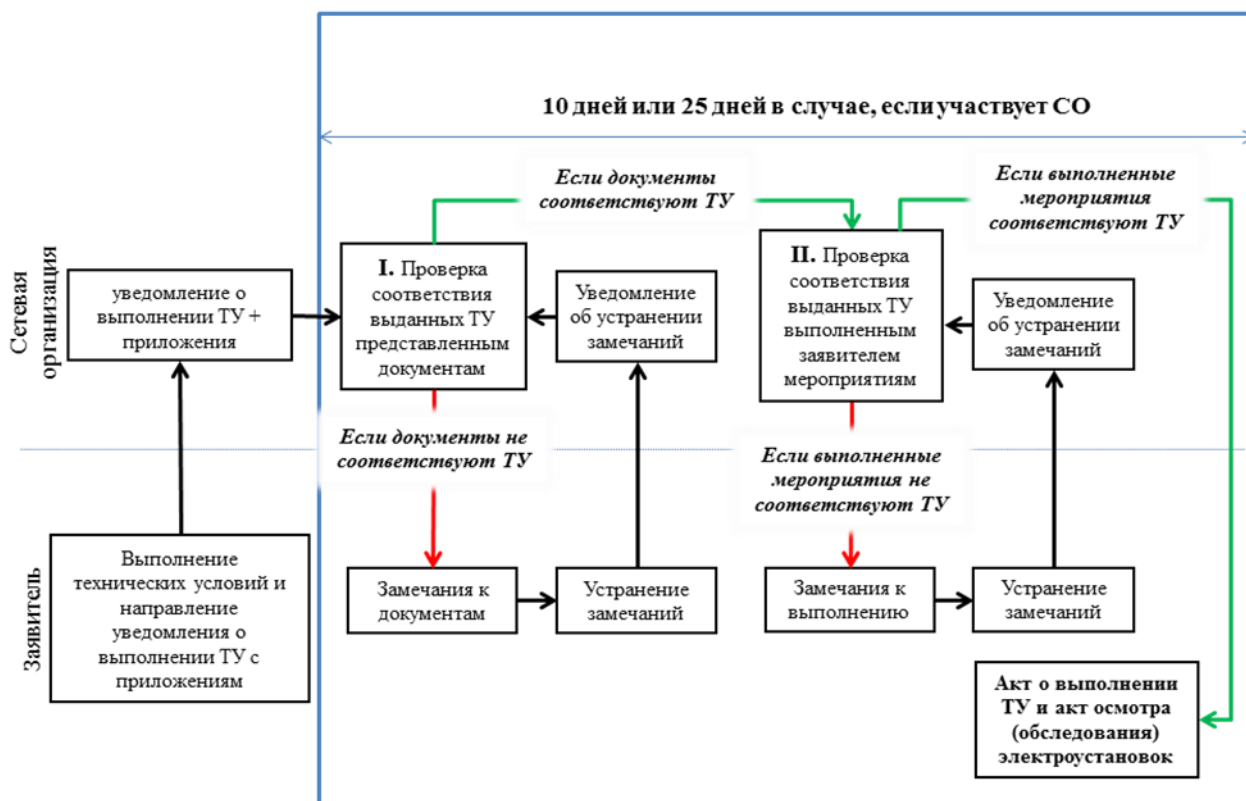 10 дней или 25 дней в случае, если участвует СО
Если документы
соответствуют ТУ
Если выполненные
мероприятия
соответствуют ТУ
Сетевая
организация
уведомление о
выполнении ТУ +
приложения
I. Проверка
соответствия
выданных ТУ
представленным
документам
Уведомление
об устранении
замечаний
II. Проверка
соответствия
выданных ТУ
выполненным
заявителем
мероприятиям
Уведомление
об устранении
замечаний
Если документы не
соответствуют ТУ
Если выполненные
мероприятия не
соответствуют ТУ
Заявитель
Выполнение
технических условий и
направление
уведомления о
выполнении ТУ с
приложениям
Замечания к
документам
Устранение
замечаний
Замечания к
выполнению
Устранение
замечаний
Акт о выполнении
ТУ и акт осмотра
(обследования)
электроустановок